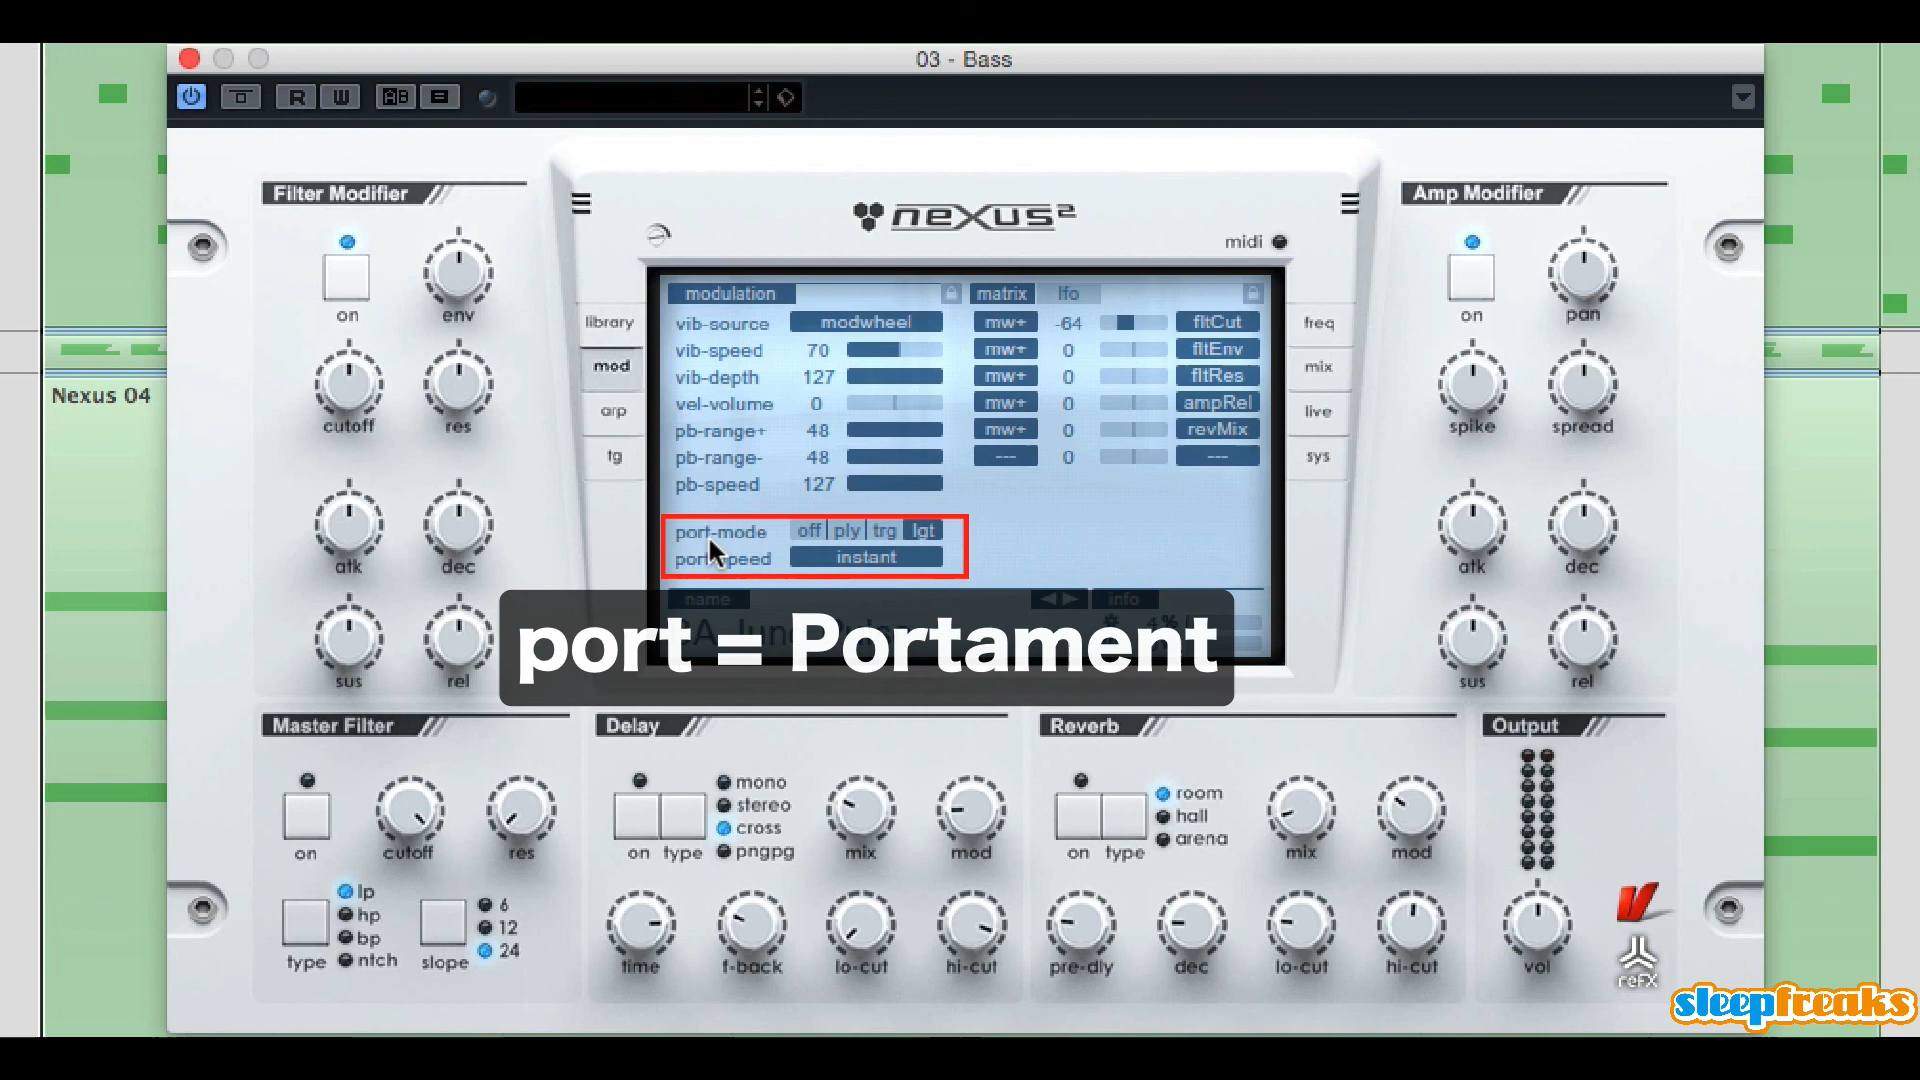 03 - Bass
R W AB
Filter Modifier
on env
cutoff res
atk dec
sus rel
nexus²
midi
library
mod
arp
tg
modulation
vib-source modwheel
vib-speed 70
vib-depth 127
vel-volume 0
pb-range+ 48
pb-range- 48
pb-speed 127
port-mode off ply trg lgt
port-speed instant
matrix lfo
mw+ -64 fltCut
mw+ 0 fltEnv
mw+ 0 fltRes
mw+ 0 ampRel
mw+ 0 revMix
--- 0 ---
name info
4%
port = Portament
freq
mix
live
sys
Amp Modifier
on pan
spike spread
atk dec
sus rel
Nexus 04
Master Filter
on cutoff res
type lp hp bp ntch
slope 6 12 24
Delay
on type mono stereo cross pngpg
mix mod
time f-back lo-cut hi-cut
Reverb
on type room hall arena
mix mod
pre-dly dec lo-cut hi-cut
Output
vol
reFX
sleepfreaks